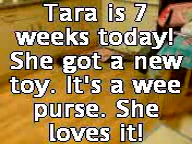 Tara is 7
weeks today!
She got a new
toy. It's a wee
purse. She
loves it!